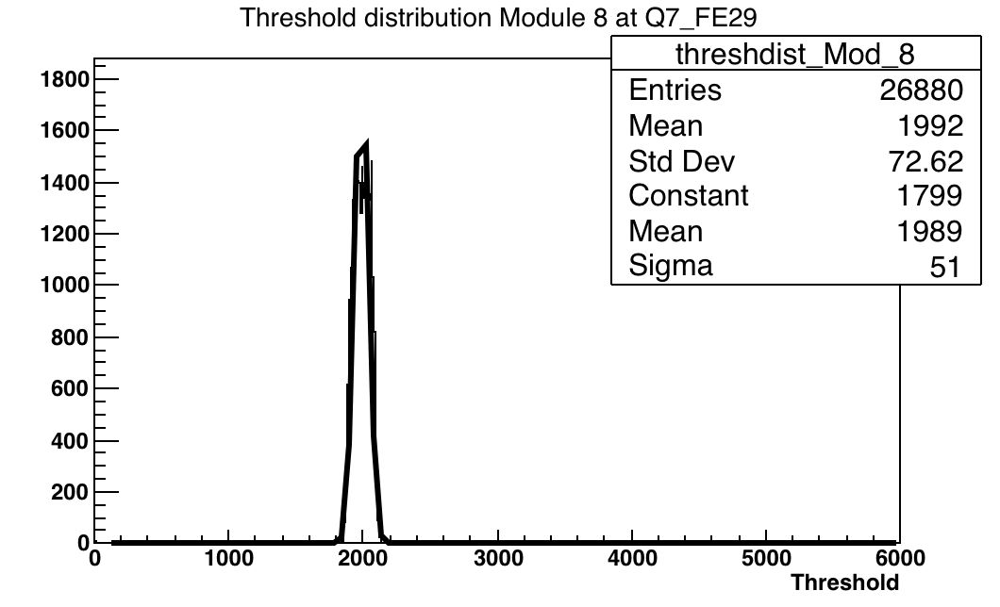 Threshold distribution Module 8 at Q7_FE29
threshdist_Mod_8
Entries 26880
Mean 1992
Std Dev 72.62
Constant 1799
Mean 1989
Sigma 51
1800
1600
1400
1200
1000
800
600
400
200
0
0 1000 2000 3000 4000 5000 6000
Threshold